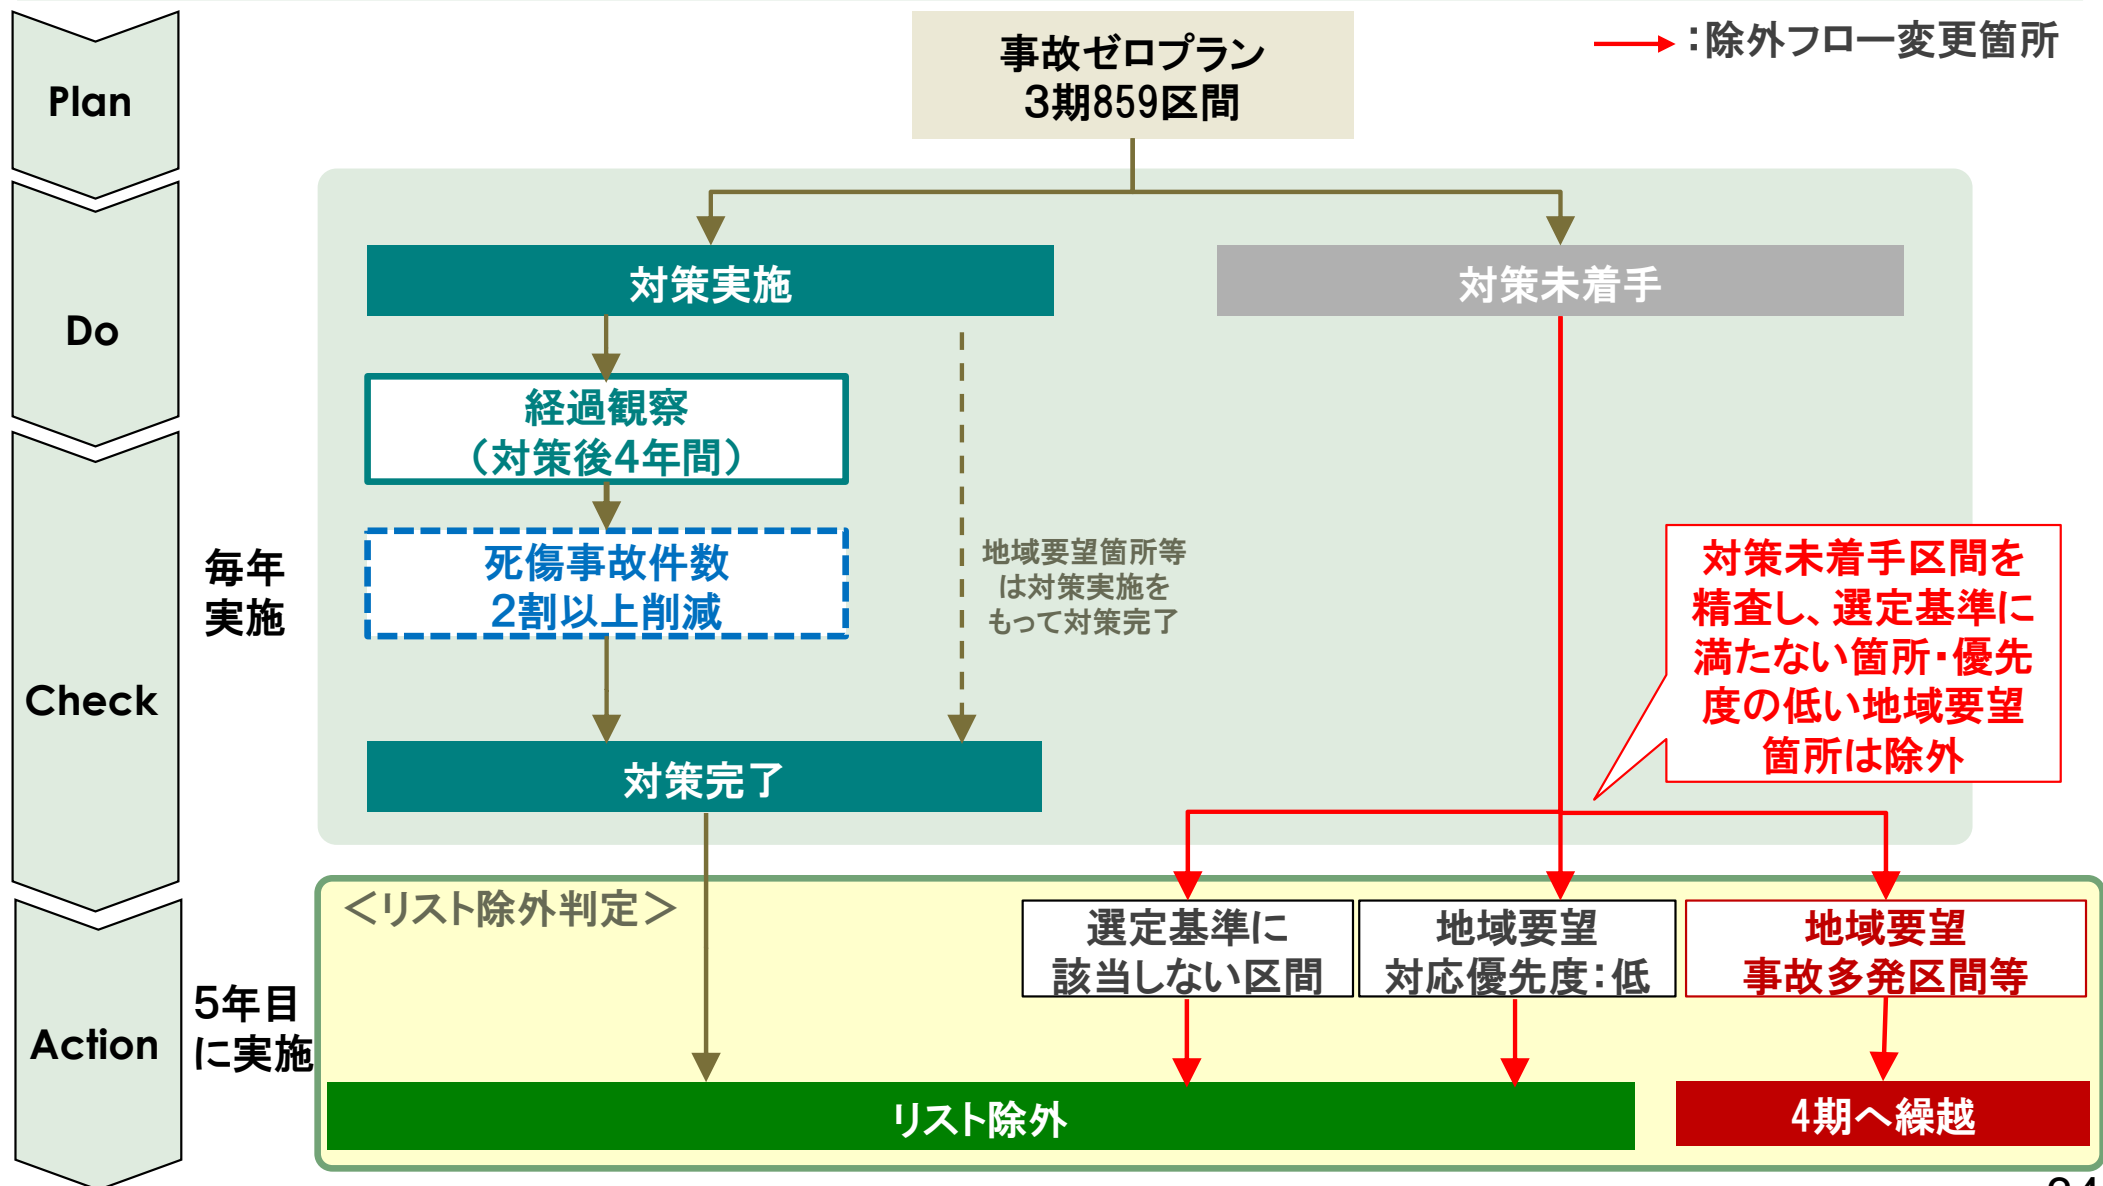 Plan
事故ゼロプラン
3期859区間
：除外フロー変更箇所
Do
対策実施
対策未着手
経過観察
（対策後4年間）
Check
毎年
実施
死傷事故件数
2割以上削減
地域要望箇所等
は対策実施を
もって対策完了
対策未着手区間を
精査し、選定基準に
満たない箇所・優先
度の低い地域要望
箇所は除外
対策完了
Action
5年目
に実施
＜リスト除外判定＞
選定基準に
該当しない区間
地域要望
対応優先度：低
地域要望
事故多発区間等
リスト除外
4期へ繰越